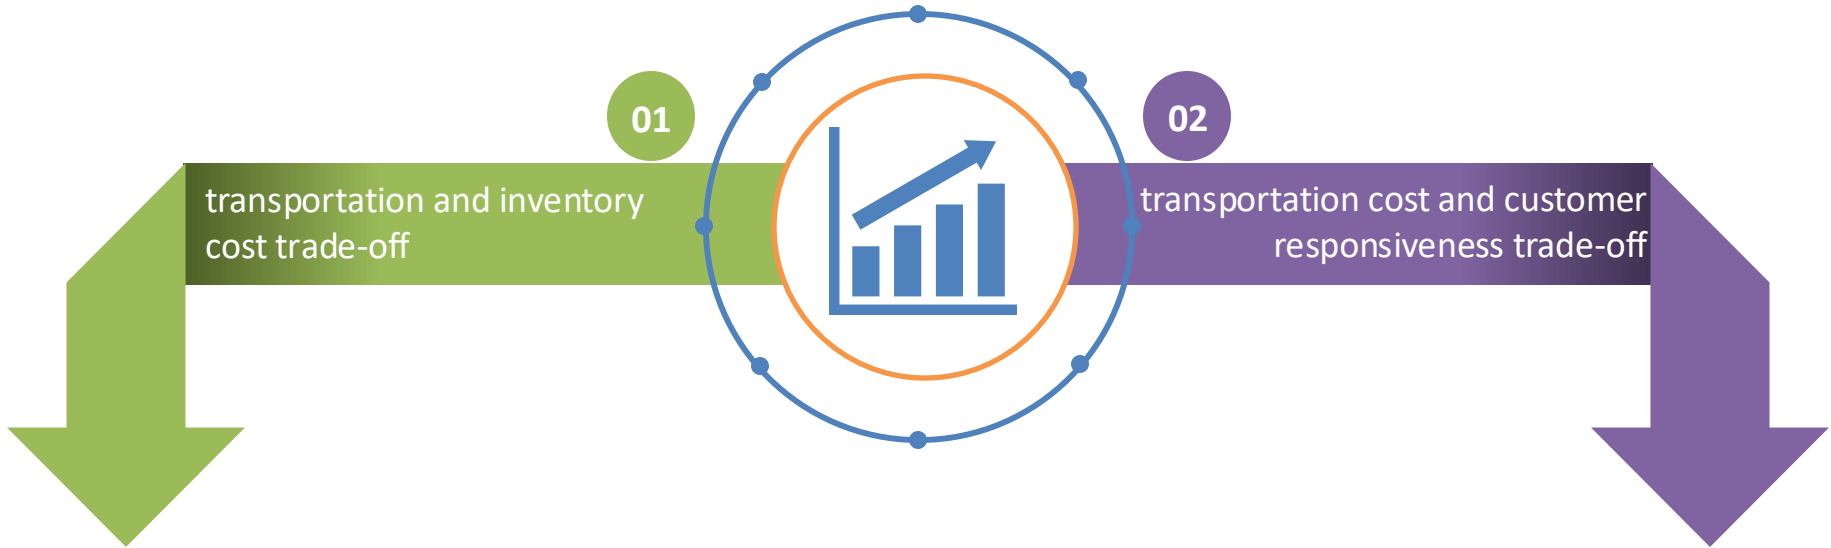 01
transportation and inventory
cost trade-off
02
transportation cost and customer
responsiveness trade-off